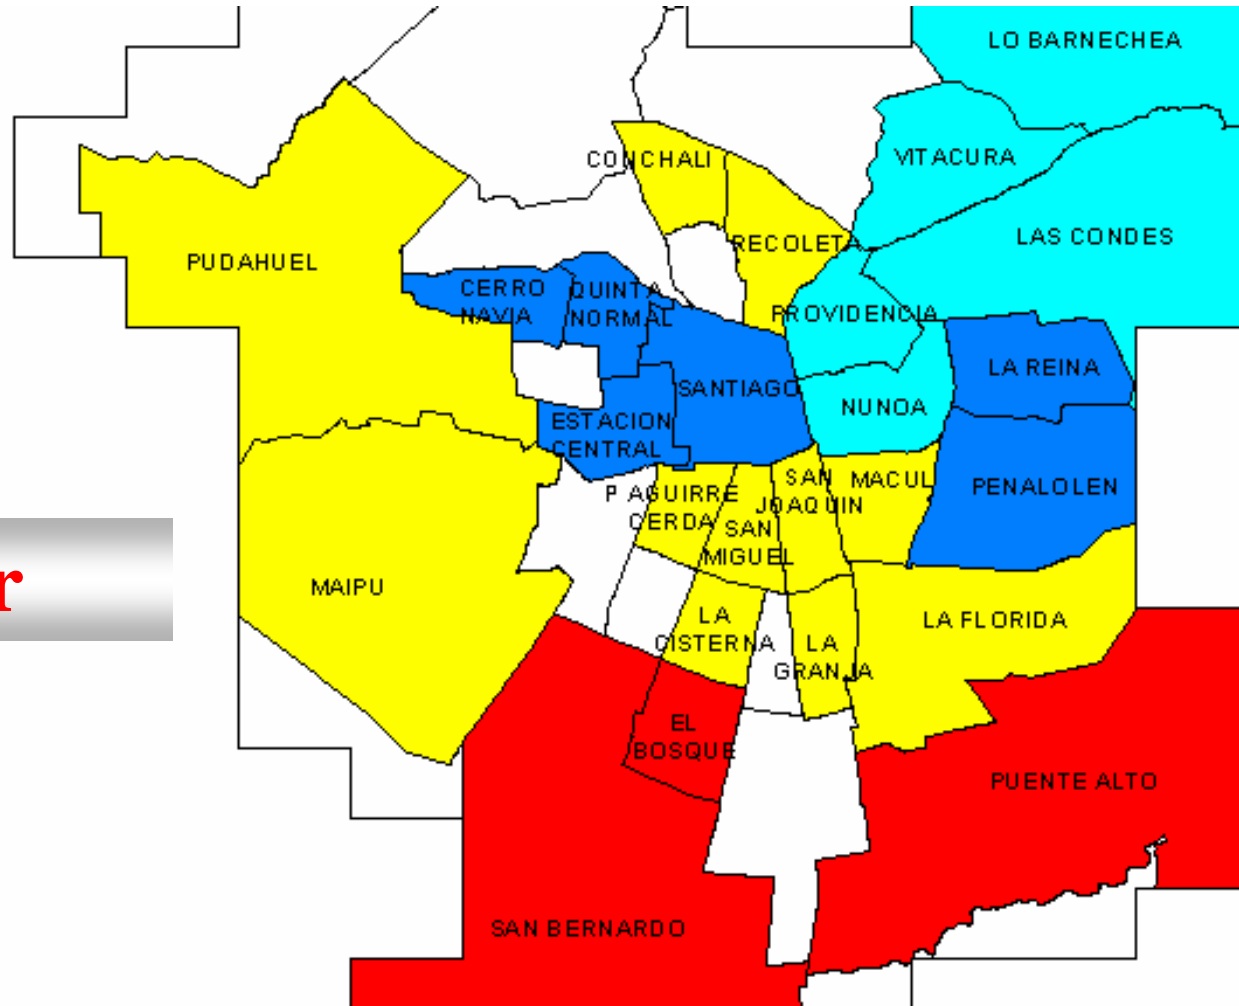 LO BARNECHEA
CONCHALI
VITACURA
RECOLETA
LAS CONDES
PUDAHUEL
CERRO
NAVIA
QUINTA
NORMAL
PROVIDENCIA
SANTIAGO
LA REINA
NUNOA
ESTACION
CENTRAL
P AGUIRRE
CERDA
SAN
MIGUEL
SAN
JOAQUIN
MACUL
PENALOLEN
r
MAIPU
LA
CISTERNA
LA
GRANJA
LA FLORIDA
EL
BOSQUE
PUENTE ALTO
SAN BERNARDO